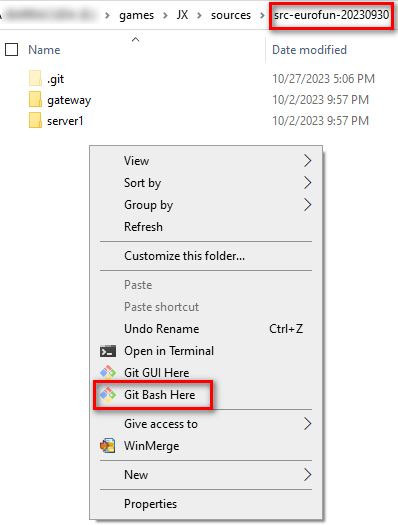 games > JX > sources > src-eurofun-20230930
Name
Date modified
.git 10/27/2023 5:06 PM
gateway 10/2/2023 9:57 PM
server1 10/2/2023 9:57 PM
View
Sort by
Group by
Refresh
Customize this folder...
Paste
Paste shortcut
Undo Rename Ctrl+Z
Open in Terminal
Git GUI Here
Git Bash Here
Give access to
WinMerge
New
Properties